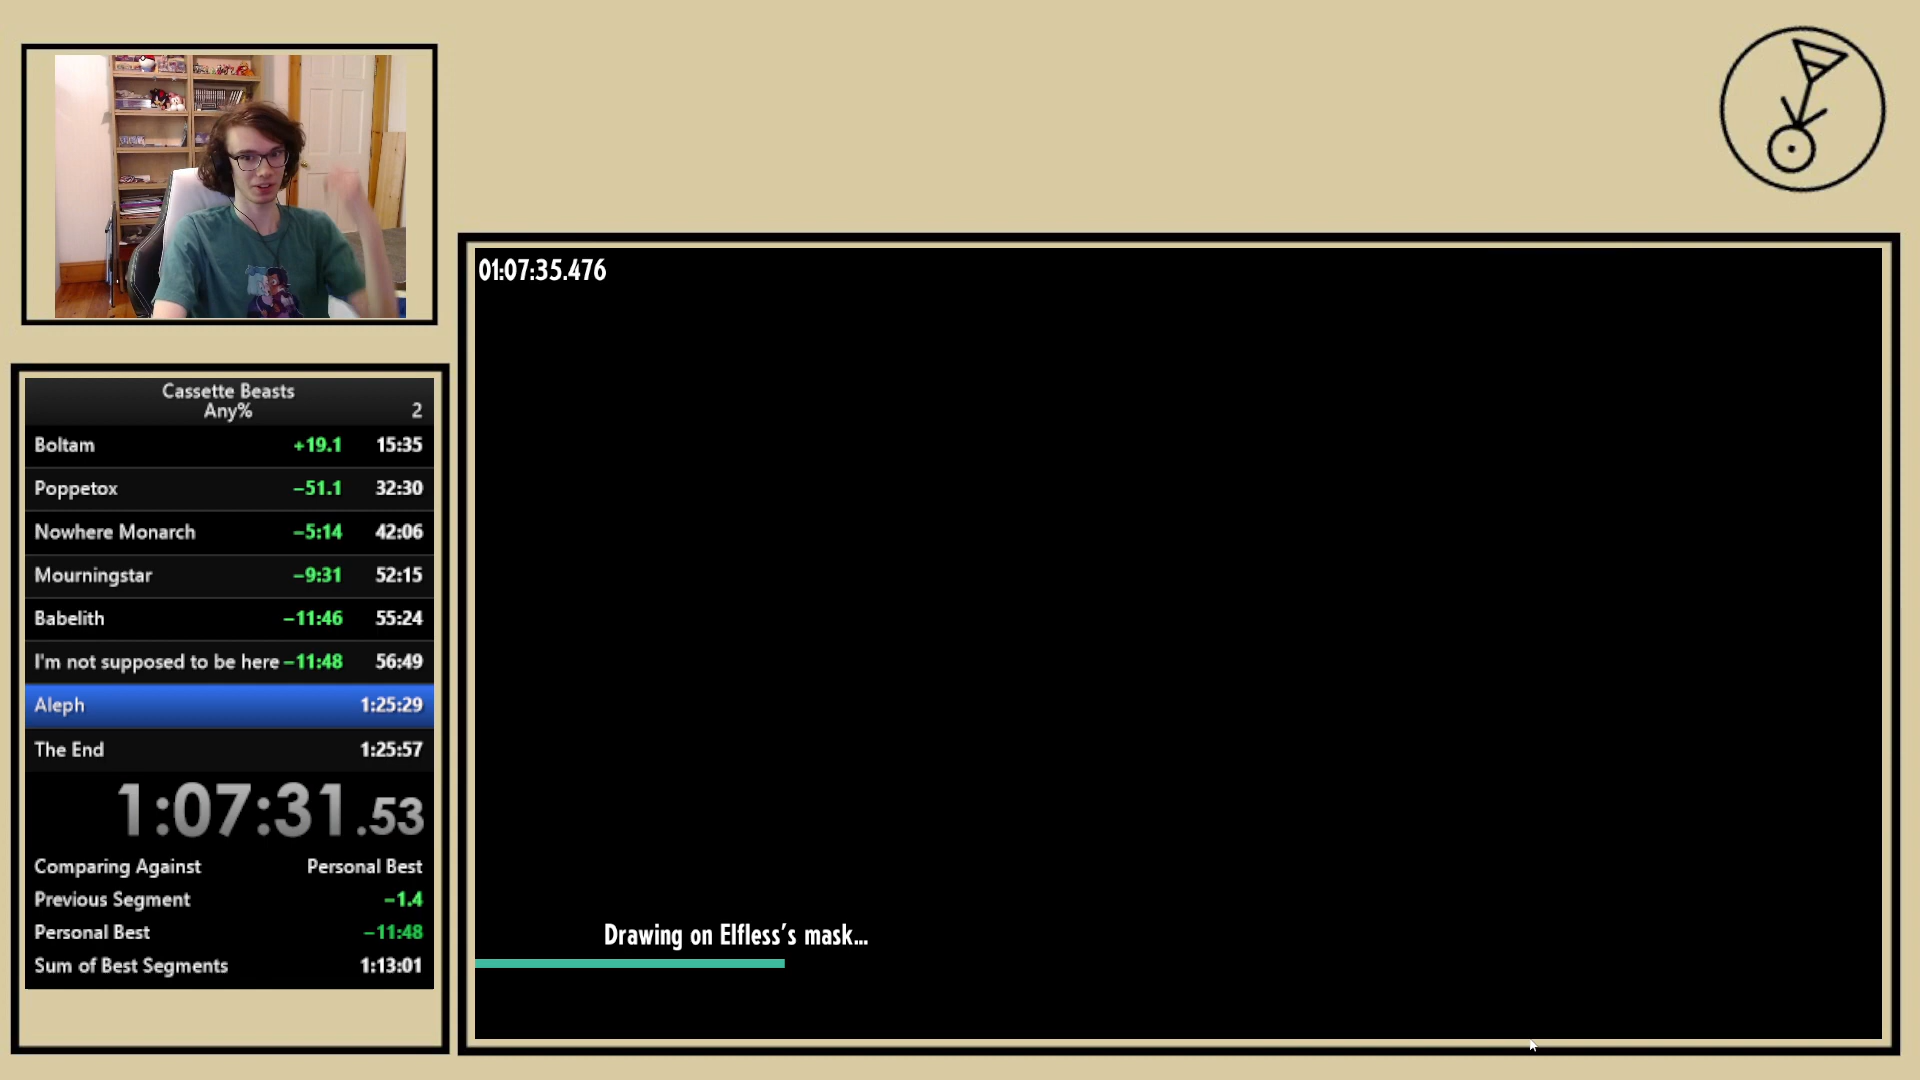 01:07:35.476
Cassette Beasts
Any% 2
Boltam +19.1 15:35
Poppetox −51.1 32:30
Nowhere Monarch −5:14 42:06
Mourningstar −9:31 52:15
Babelith −11:46 55:24
I'm not supposed to be here −11:48 56:49
Aleph 1:25:29
The End 1:25:57
1:07:31.53
Comparing Against Personal Best
Previous Segment −1.4
Personal Best −11:48
Sum of Best Segments 1:13:01
Drawing on Elfless's mask...